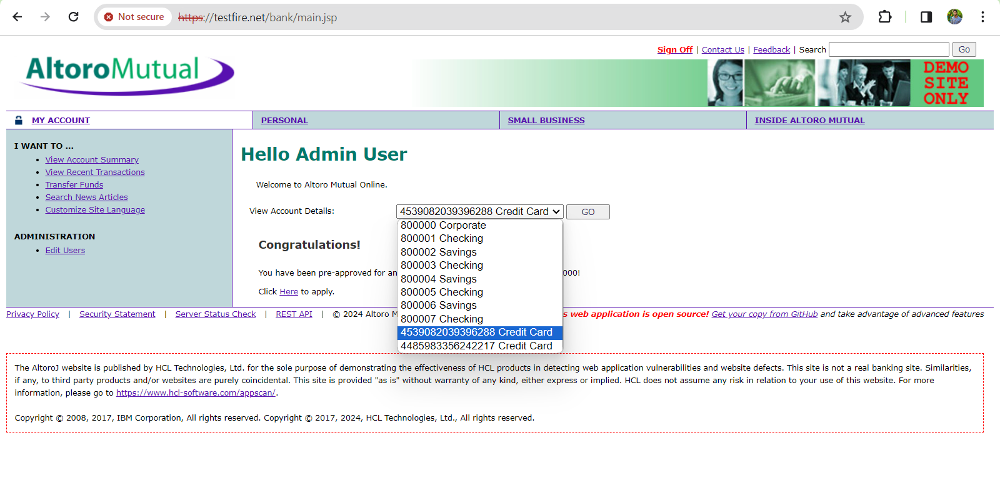 Not secure https://testfire.net/bank/main.jsp
Sign Off | Contact Us | Feedback | Search Go
AltoroMutual
DEMO
SITE
ONLY
MY ACCOUNT PERSONAL SMALL BUSINESS INSIDE ALTORO MUTUAL
I WANT TO ...
• View Account Summary
• View Recent Transactions
• Transfer Funds
• Search News Articles
• Customize Site Language
ADMINISTRATION
• Edit Users
Hello Admin User
Welcome to Altoro Mutual Online.
View Account Details: 4539082039396288 Credit Card GO
800000 Corporate
800001 Checking
800002 Savings
800003 Checking
800004 Savings
800005 Checking
800006 Savings
800007 Checking
4539082039396288 Credit Card
4485983356242217 Credit Card
Congratulations!
You have been pre-approved for an 000!
Click Here to apply.
Privacy Policy | Security Statement | Server Status Check | REST API | © 2024 Altoro M s web application is open source! Get your copy from GitHub and take advantage of advanced features
The AltoroJ website is published by HCL Technologies, Ltd. for the sole purpose of demonstrating the effectiveness of HCL products in detecting web application vulnerabilities and website defects. This site is not a real banking site. Similarities,
if any, to third party products and/or websites are purely coincidental. This site is provided "as is" without warranty of any kind, either express or implied. HCL does not assume any risk in relation to your use of this website. For more
information, please go to https://www.hcl-software.com/appscan/.
Copyright © 2008, 2017, IBM Corporation, All rights reserved. Copyright © 2017, 2024, HCL Technologies, Ltd., All rights reserved.